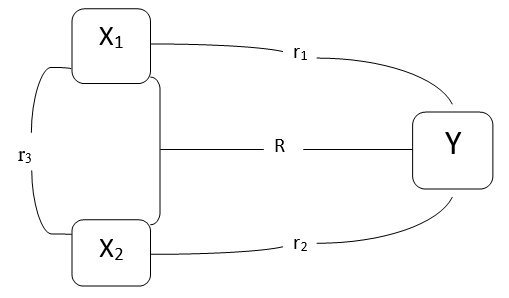 X₁
r₁
r₃
R
Y
X₂
r₂